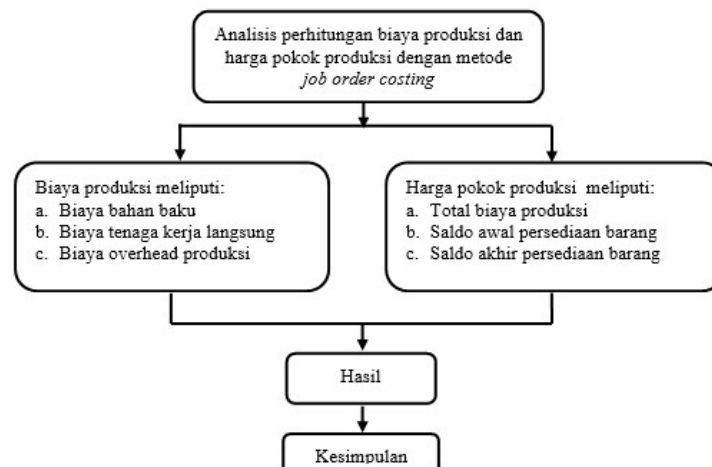 Analisis perhitungan biaya produksi dan
harga pokok produksi dengan metode
job order costing
Biaya produksi meliputi:
a. Biaya bahan baku
b. Biaya tenaga kerja langsung
c. Biaya overhead produksi
Harga pokok produksi meliputi:
a. Total biaya produksi
b. Saldo awal persediaan barang
c. Saldo akhir persediaan barang
Hasil
Kesimpulan